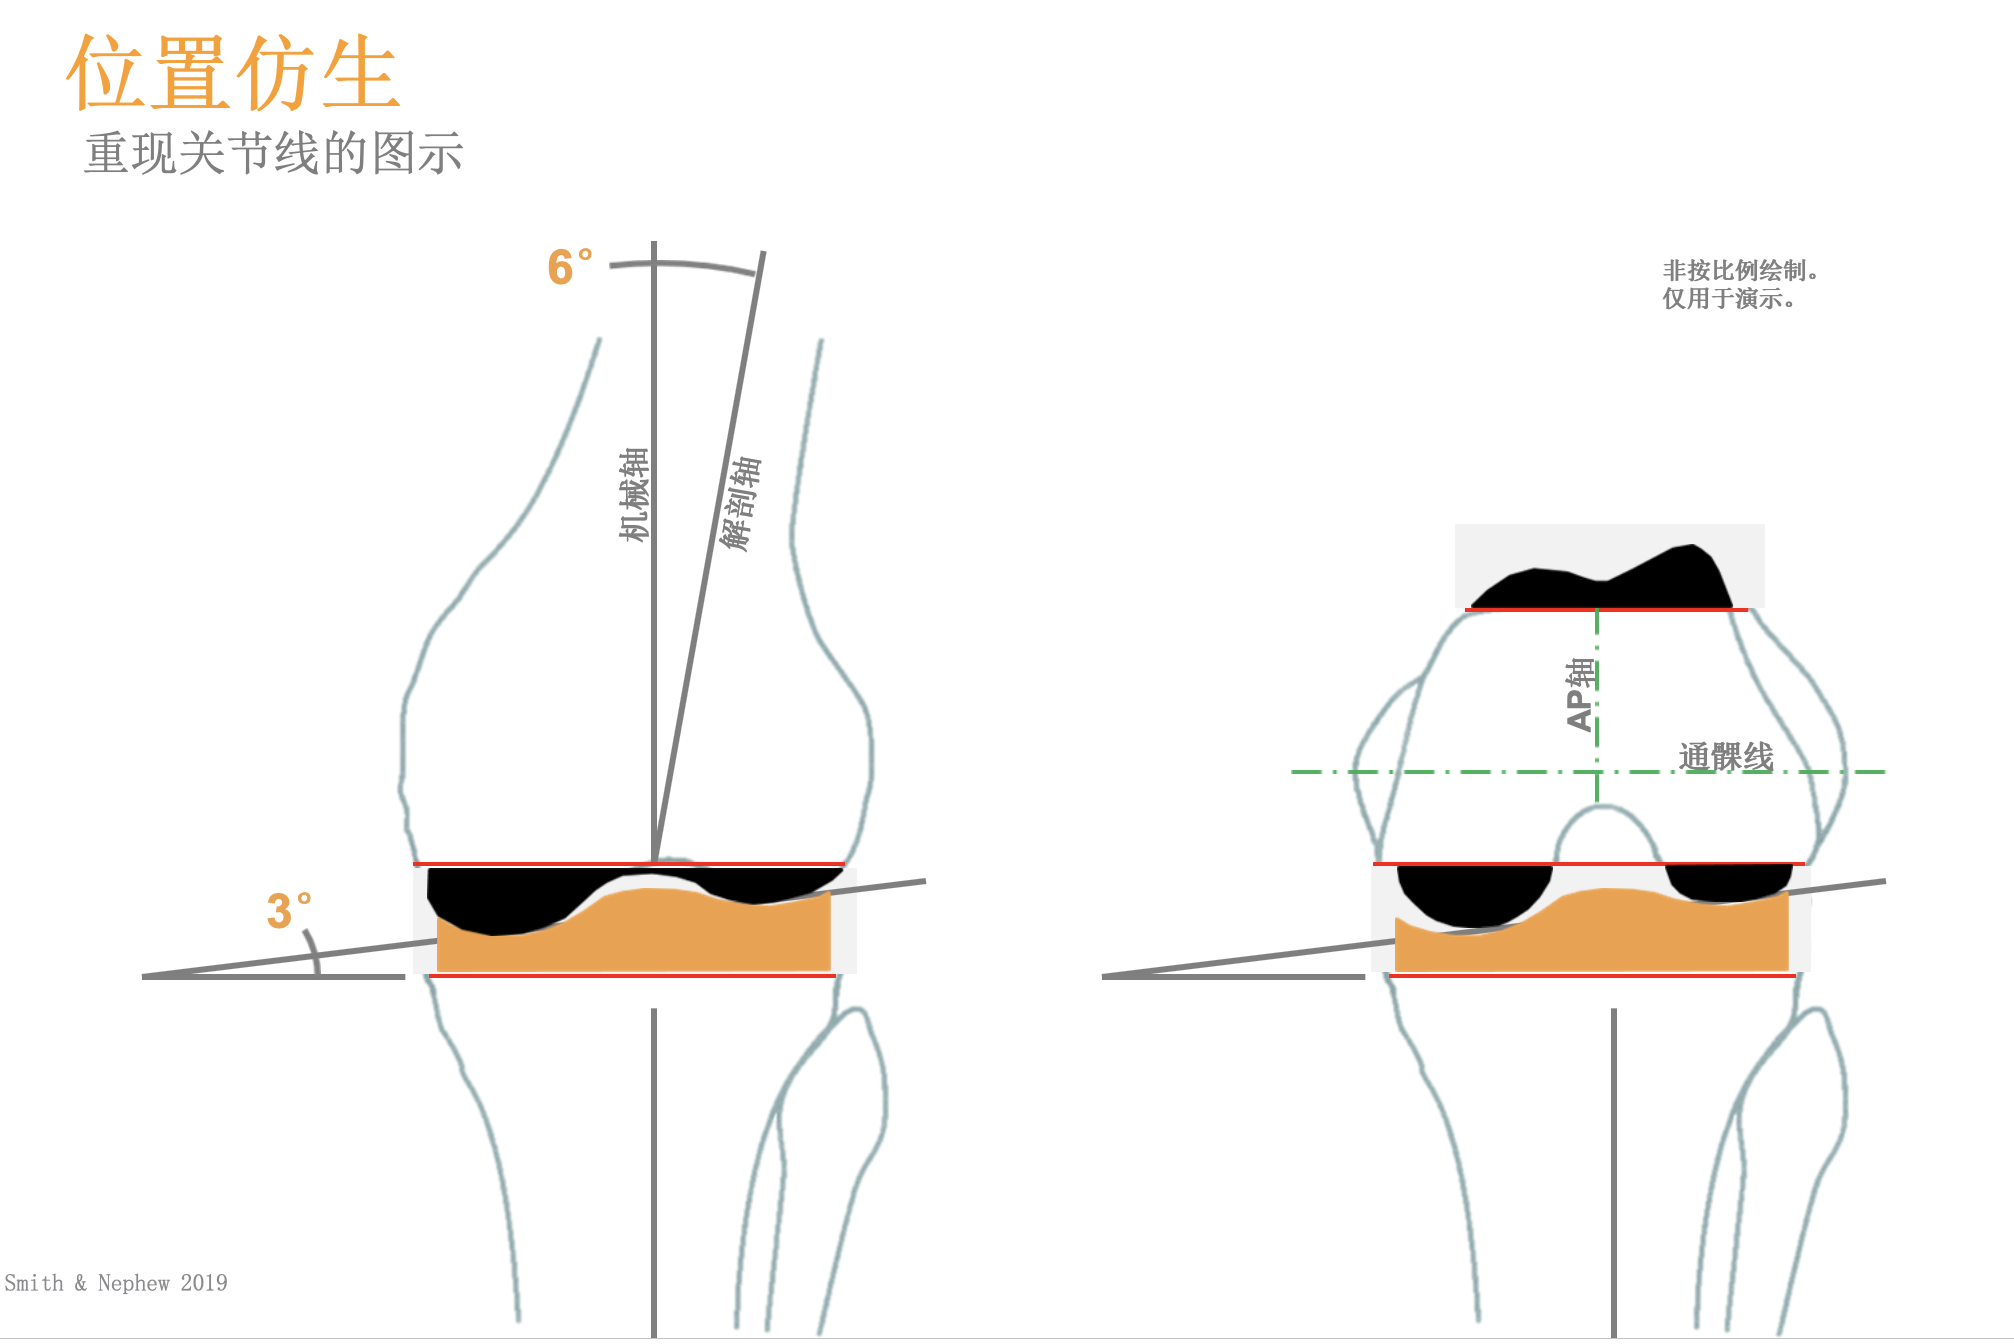 位置仿生
重现关节线的图示
6°
非按比例绘制。
仅用于演示。
机械轴
解剖轴
AP轴
通髁线
3°
Smith & Nephew 2019